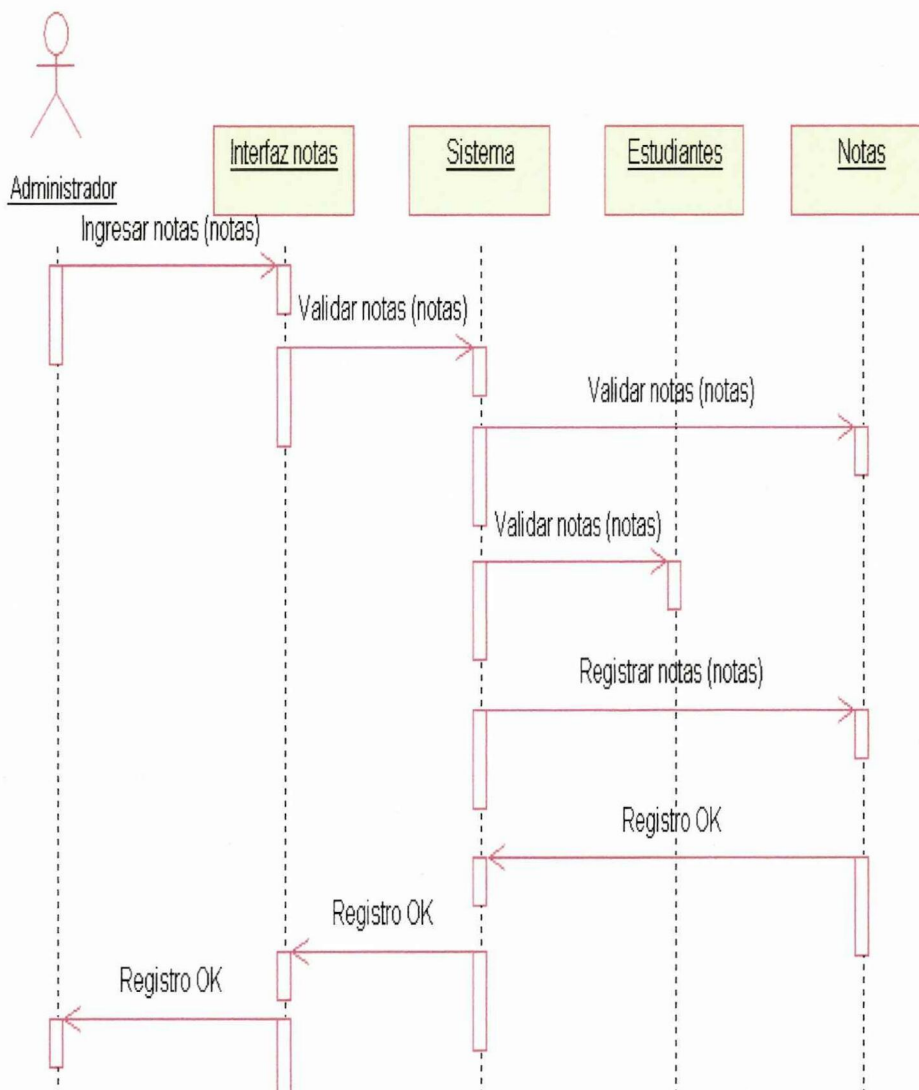 Interfaz notas
Sistema
Estudiantes
Notas
Administrador
Ingresar notas (notas)
Validar notas (notas)
Validar notas (notas)
Validar notas (notas)
Registrar notas (notas)
Registro OK
Registro OK
Registro OK